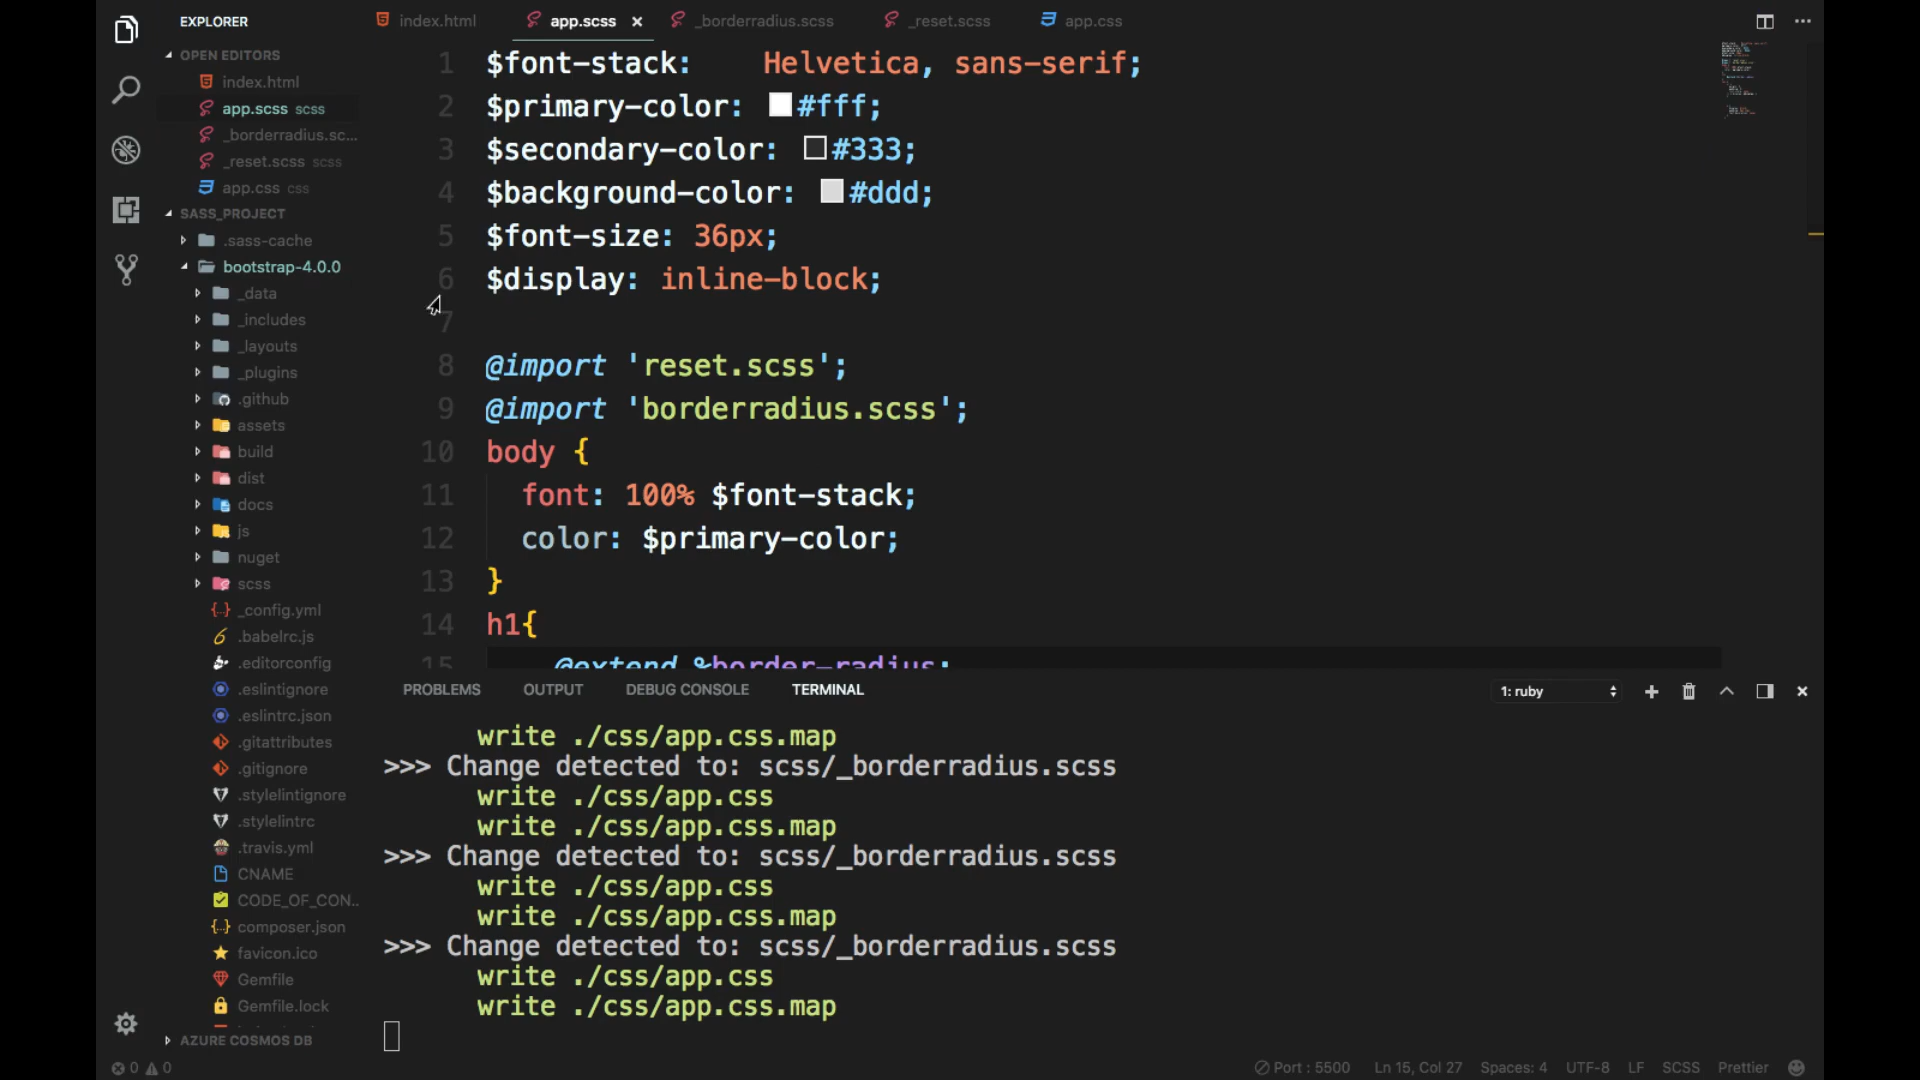 EXPLORER
OPEN EDITORS
index.html
app.scss scss
_borderradius.sc...
_reset.scss scss
app.css css
SASS_PROJECT
.sass-cache
bootstrap-4.0.0
_data
_includes
_layouts
_plugins
.github
assets
build
dist
docs
js
nuget
scss
_config.yml
.babelrc.js
.editorconfig
.eslintignore
.eslintrc.json
.gitattributes
.gitignore
.stylelintignore
.stylelintrc
.travis.yml
CNAME
CODE_OF_CON...
composer.json
favicon.ico
Gemfile
Gemfile.lock
AZURE COSMOS DB
index.html app.scss _borderradius.scss _reset.scss app.css
1 $font-stack: Helvetica, sans-serif;
2 $primary-color: #fff;
3 $secondary-color: #333;
4 $background-color: #ddd;
5 $font-size: 36px;
6 $display: inline-block;
7
8 @import 'reset.scss';
9 @import 'borderradius.scss';
10 body {
11 font: 100% $font-stack;
12 color: $primary-color;
13 }
14 h1{
15 @extend %border-radius;
PROBLEMS OUTPUT DEBUG CONSOLE TERMINAL 1: ruby
write ./css/app.css.map
>>> Change detected to: scss/_borderradius.scss
write ./css/app.css
write ./css/app.css.map
>>> Change detected to: scss/_borderradius.scss
write ./css/app.css
write ./css/app.css.map
>>> Change detected to: scss/_borderradius.scss
write ./css/app.css
write ./css/app.css.map
0 0 Port : 5500 Ln 15, Col 27 Spaces: 4 UTF-8 LF SCSS Prettier